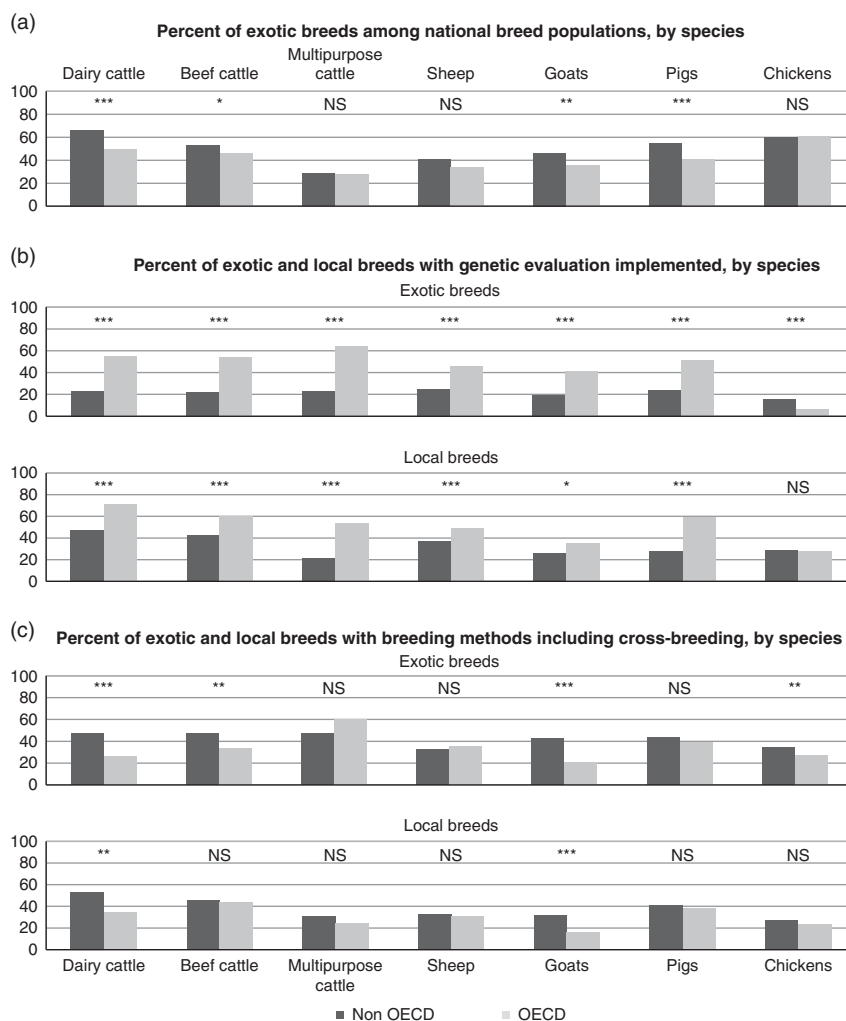 (a)
Percent of exotic breeds among national breed populations, by species
Dairy cattle Beef cattle Multipurpose cattle Sheep Goats Pigs Chickens
100
*** * NS NS ** *** NS
80
60
40
20
0
(b)
Percent of exotic and local breeds with genetic evaluation implemented, by species
Exotic breeds
100
*** *** *** *** *** *** ***
80
60
40
20
0
Local breeds
100
*** *** *** *** * *** NS
80
60
40
20
0
(c)
Percent of exotic and local breeds with breeding methods including cross-breeding, by species
Exotic breeds
100
*** ** NS NS *** NS **
80
60
40
20
0
Local breeds
100
** NS NS NS *** NS NS
80
60
40
20
0
Dairy cattle Beef cattle Multipurpose cattle Sheep Goats Pigs Chickens
Non OECD OECD